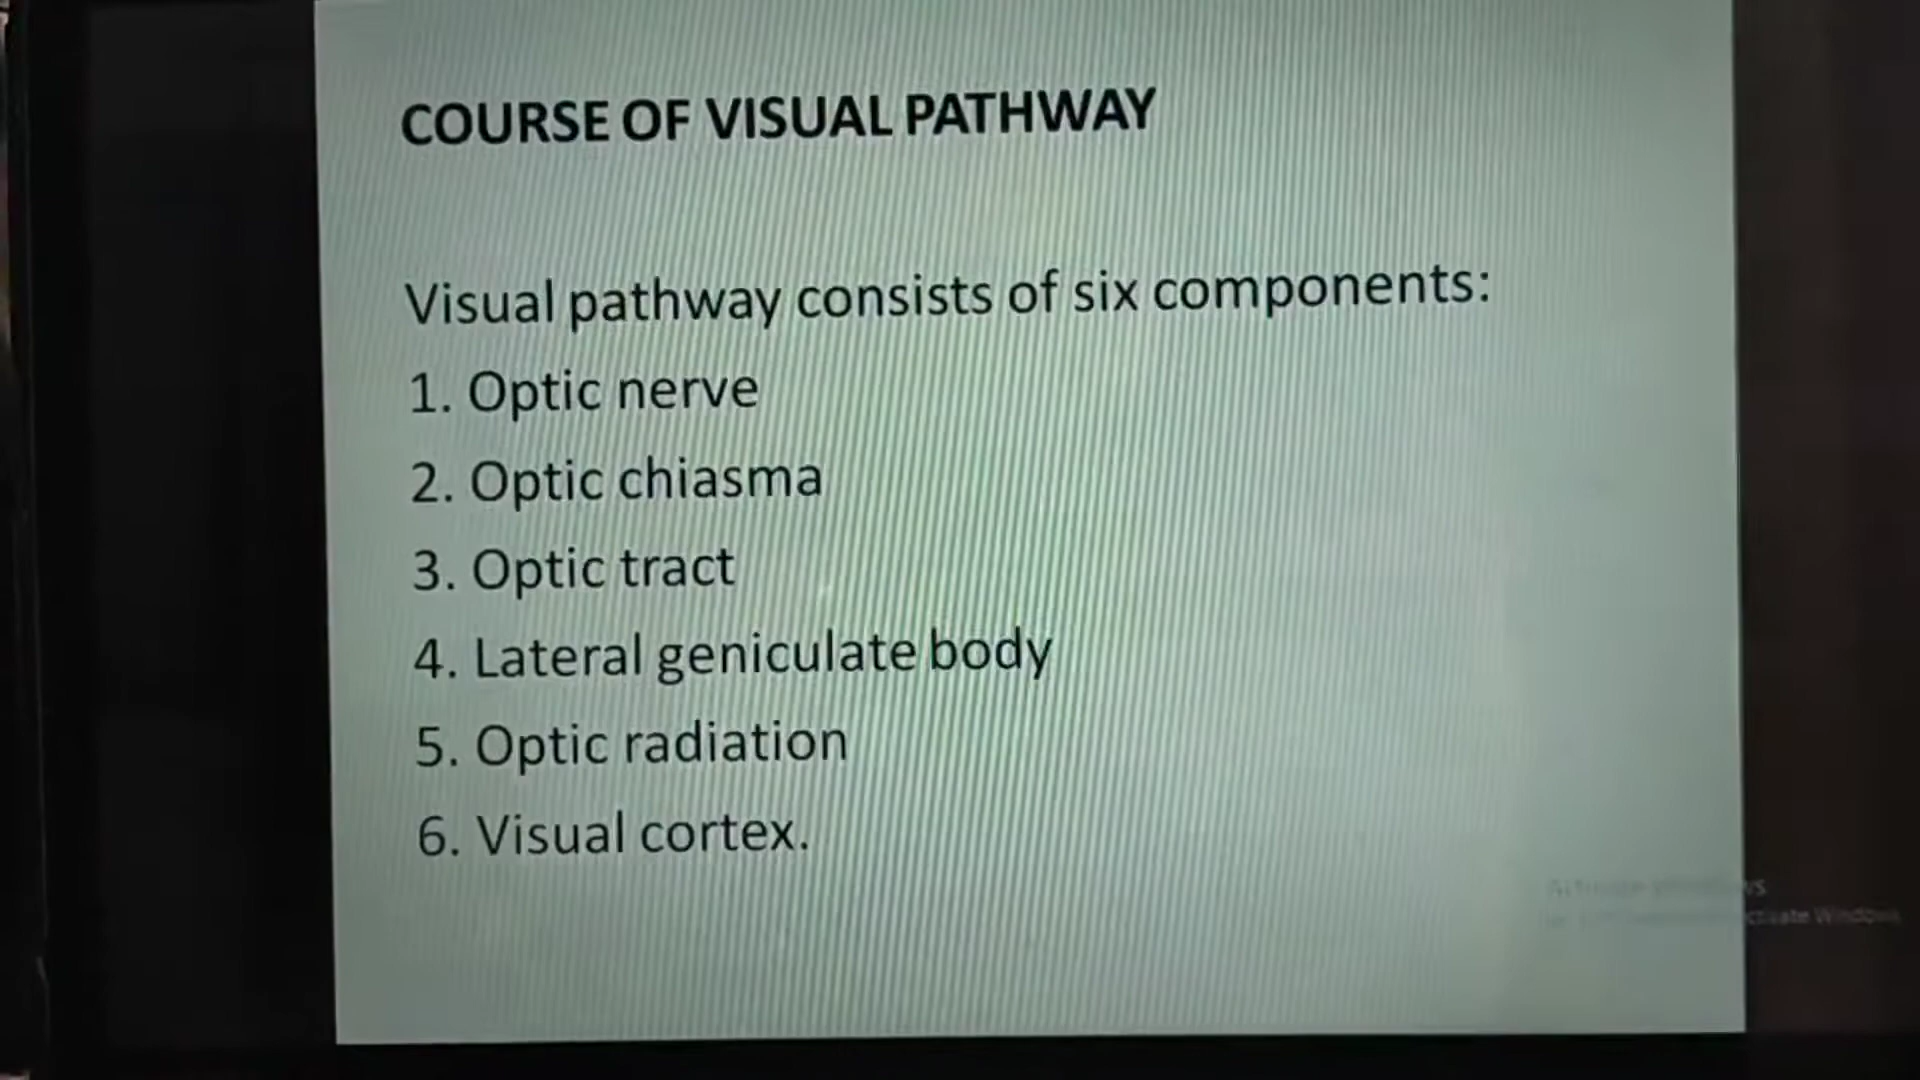 COURSE OF VISUAL PATHWAY
Visual pathway consists of six components:
1. Optic nerve
2. Optic chiasma
3. Optic tract
4. Lateral geniculate body
5. Optic radiation
6. Visual cortex.